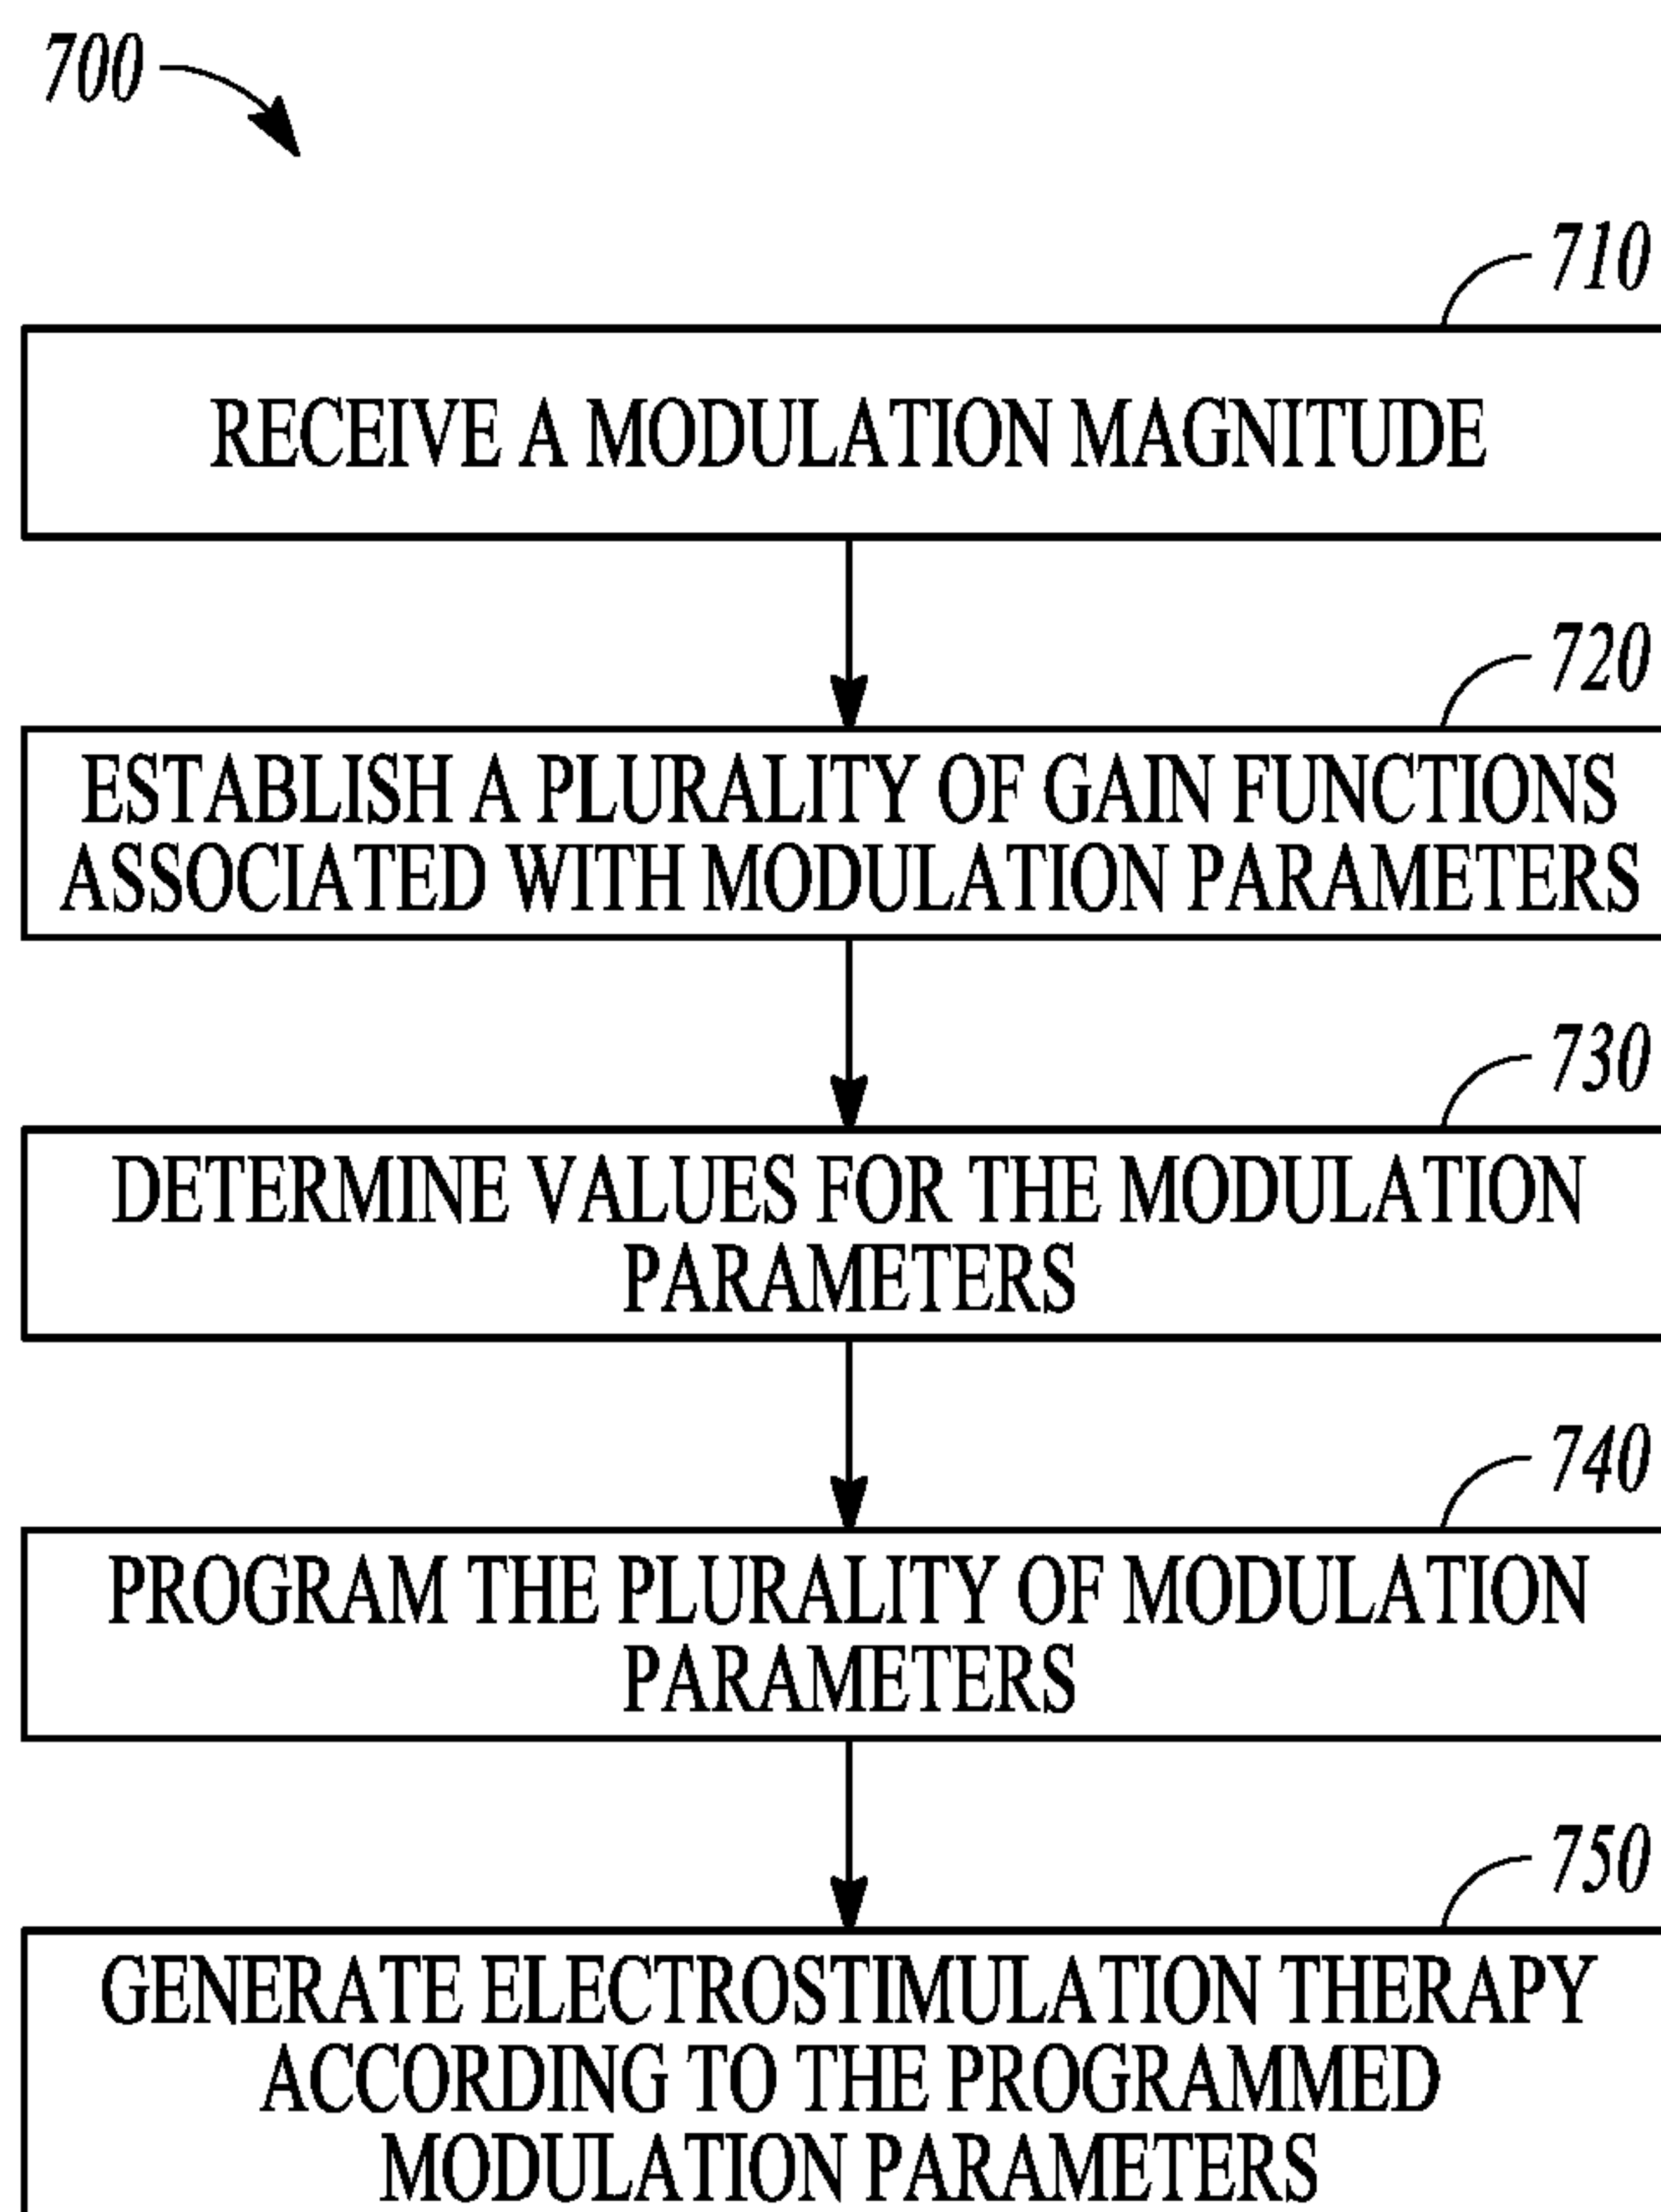 700
710
RECEIVE A MODULATION MAGNITUDE
720
ESTABLISH A PLURALITY OF GAIN FUNCTIONS
ASSOCIATED WITH MODULATION PARAMETERS
730
DETERMINE VALUES FOR THE MODULATION
PARAMETERS
740
PROGRAM THE PLURALITY OF MODULATION
PARAMETERS
750
GENERATE ELECTROSTIMULATION THERAPY
ACCORDING TO THE PROGRAMMED
MODULATION PARAMETERS